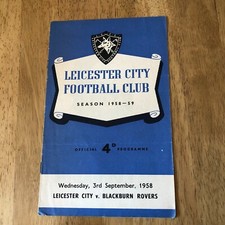 LEICESTER CITY
FOOTBALL CLUB
SEASON 1958-59
OFFICIAL 4D PROGRAMME
Wednesday, 3rd September, 1958
LEICESTER CITY v. BLACKBURN ROVERS